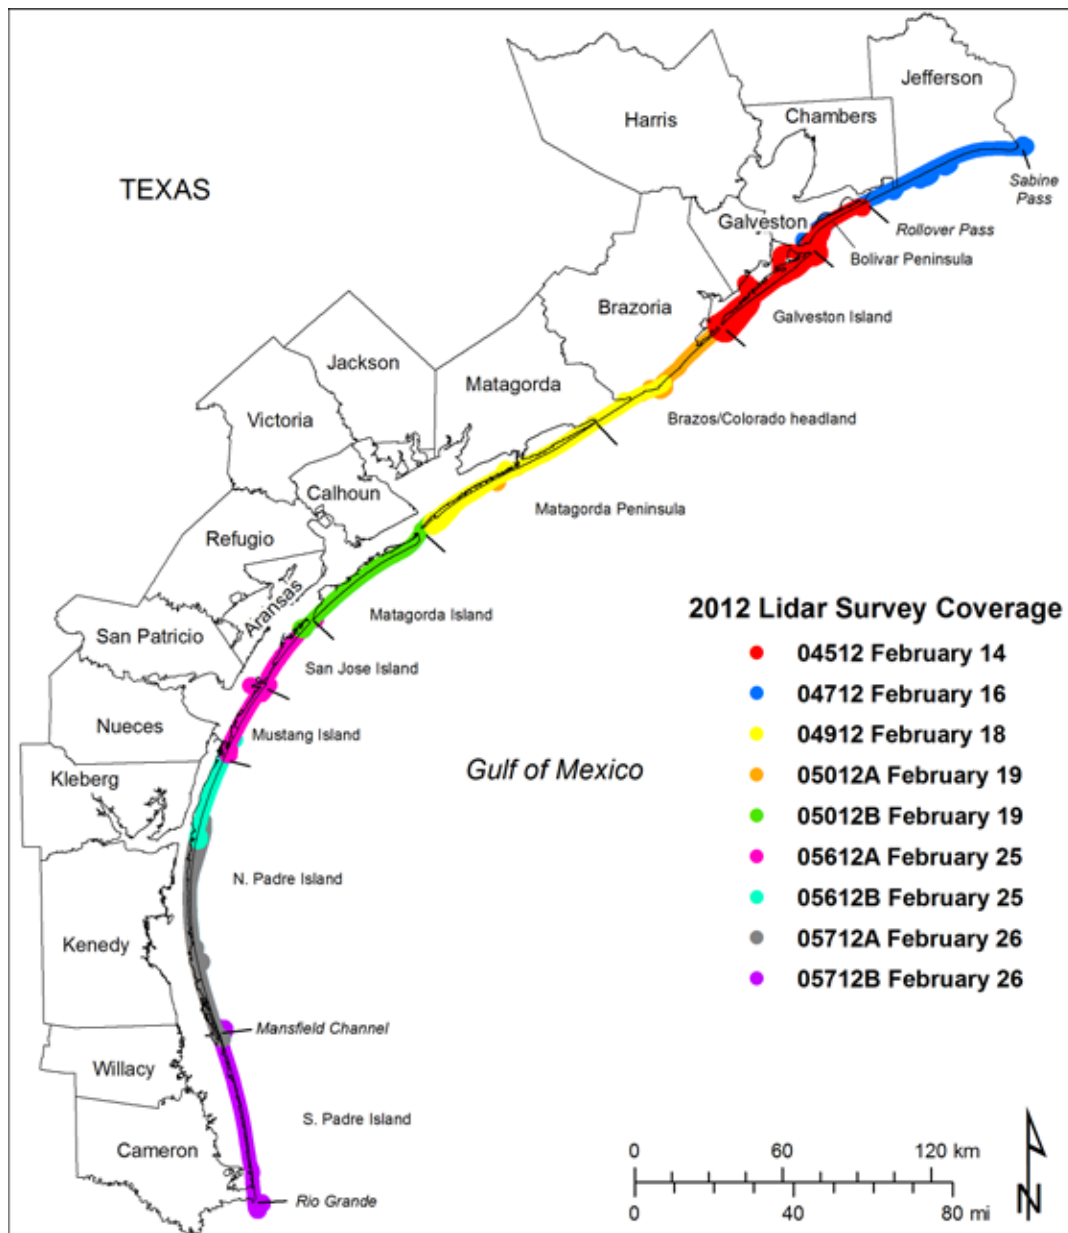 Jefferson
Harris
Chambers
TEXAS
Sabine
Pass
Galveston
Rollover Pass
Bolivar Peninsula
Brazoria
Galveston Island
Jackson
Matagorda
Victoria
Brazos/Colorado headland
Calhoun
Matagorda Peninsula
Refugio
Aransas
Matagorda Island
San Patricio
San Jose Island
Nueces
Mustang Island
Kleberg
Gulf of Mexico
N. Padre Island
Kenedy
Mansfield Channel
Willacy
S. Padre Island
Cameron
Rio Grande
2012 Lidar Survey Coverage
04512 February 14
04712 February 16
04912 February 18
05012A February 19
05012B February 19
05612A February 25
05612B February 25
05712A February 26
05712B February 26
0 60 120 km
0 40 80 mi
N